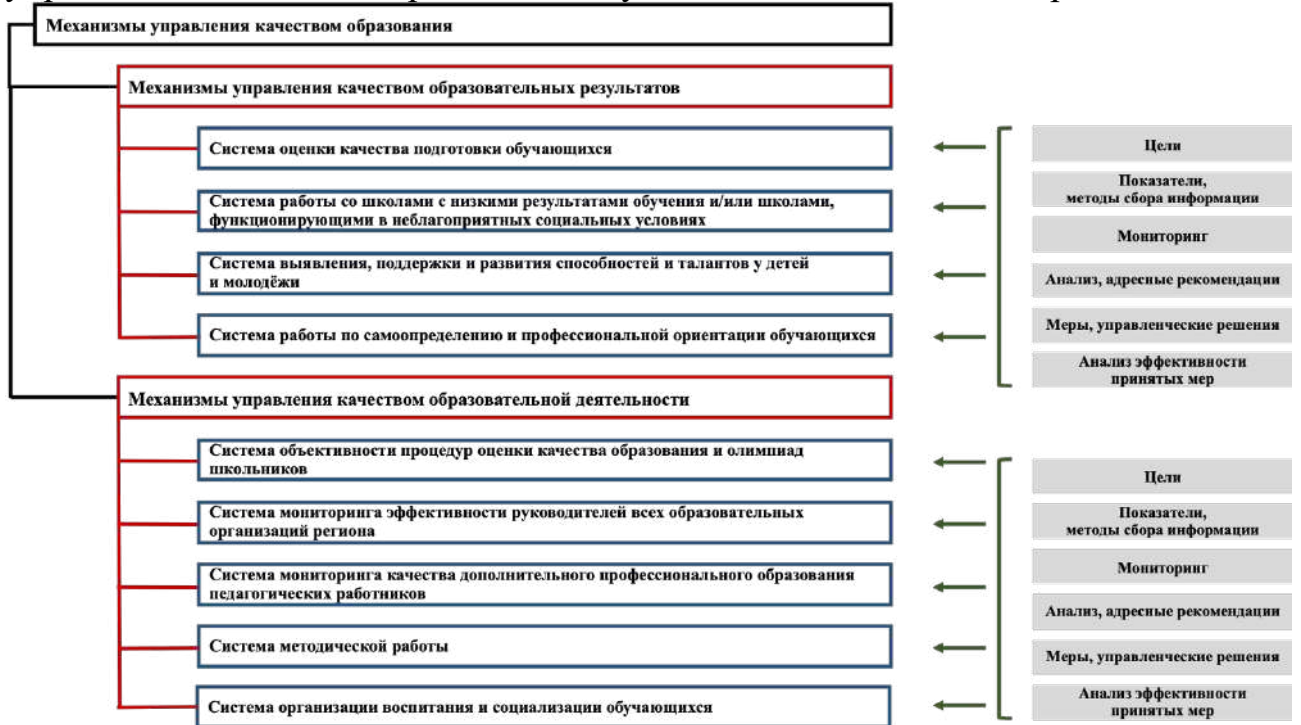 Механизмы управления качеством образования
Механизмы управления качеством образовательных результатов
Система оценки качества подготовки обучающихся
Система работы со школами с низкими результатами обучения и/или школами,
функционирующими в неблагоприятных социальных условиях
Система выявления, поддержки и развития способностей и талантов у детей
и молодёжи
Система работы по самоопределению и профессиональной ориентации обучающихся
Цели
Показатели,
методы сбора информации
Мониторинг
Анализ, адресные рекомендации
Меры, управленческие решения
Анализ эффективности
принятых мер
Механизмы управления качеством образовательной деятельности
Система объективности процедур оценки качества образования и олимпиад
школьников
Система мониторинга эффективности руководителей всех образовательных
организаций региона
Система мониторинга качества дополнительного профессионального образования
педагогических работников
Система методической работы
Система организации воспитания и социализации обучающихся
Цели
Показатели,
методы сбора информации
Мониторинг
Анализ, адресные рекомендации
Меры, управленческие решения
Анализ эффективности
принятых мер